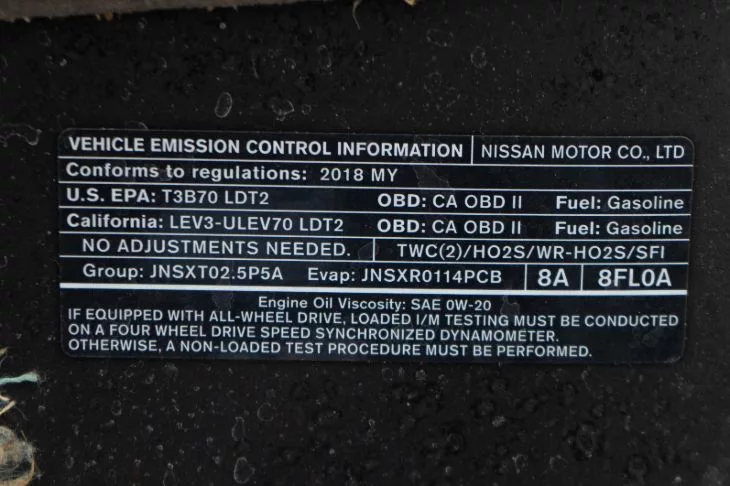 VEHICLE EMISSION CONTROL INFORMATION NISSAN MOTOR CO., LTD
Conforms to regulations: 2018 MY
U.S. EPA: T3B70 LDT2 OBD: CA OBD II Fuel: Gasoline
California: LEV3-ULEV70 LDT2 OBD: CA OBD II Fuel: Gasoline
NO ADJUSTMENTS NEEDED. TWC(2)/HO2S/WR-HO2S/SFI
Group: JNSXT02.5P5A Evap: JNSXR0114PCB 8A 8FL0A
Engine Oil Viscosity: SAE 0W-20
IF EQUIPPED WITH ALL-WHEEL DRIVE, LOADED I/M TESTING MUST BE CONDUCTED
ON A FOUR WHEEL DRIVE SPEED SYNCHRONIZED DYNAMOMETER.
OTHERWISE, A NON-LOADED TEST PROCEDURE MUST BE PERFORMED.